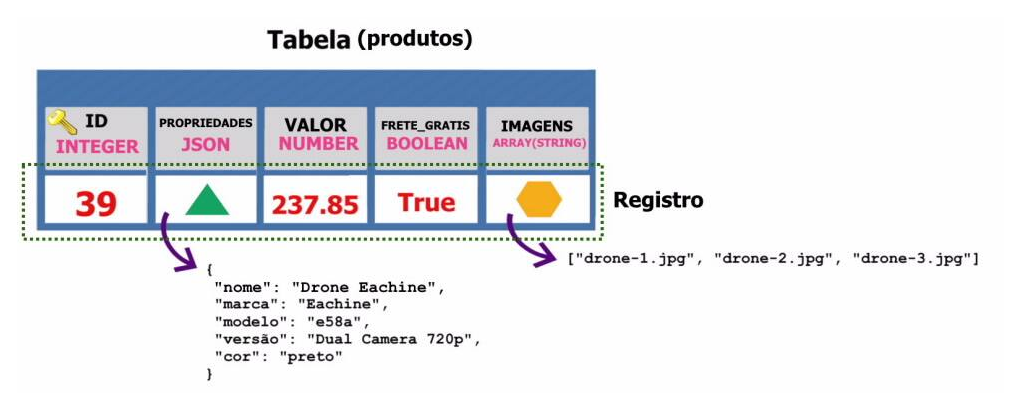 Tabela (produtos)
ID
INTEGER
PROPRIEDADES
JSON
VALOR
NUMBER
FRETE_GRATIS
BOOLEAN
IMAGENS
ARRAY(STRING)
39
237.85
True
Registro
["drone-1.jpg", "drone-2.jpg", "drone-3.jpg"]
{
"nome": "Drone Eachine",
"marca": "Eachine",
"modelo": "e58a",
"versão": "Dual Camera 720p",
"cor": "preto"
}